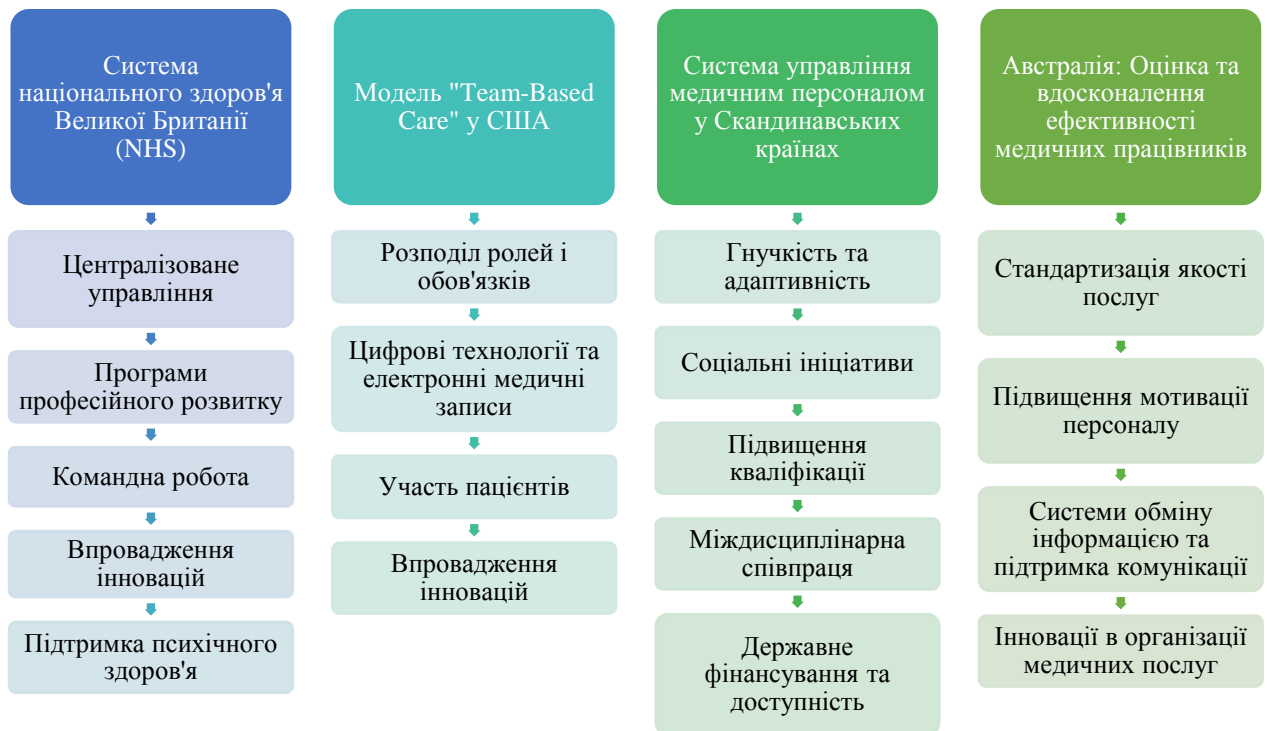 Система
національного здоров'я
Великої Британії
(NHS)
Централізоване
управління
Програми
професійного розвитку
Командна робота
Впровадження
інновацій
Підтримка психічного
здоров'я
Модель "Team-Based
Care" у США
Розподіл ролей і
обов'язків
Цифрові технології та
електронні медичні
записи
Участь пацієнтів
Впровадження
інновацій
Система управління
медичним персоналом
у Скандинавських
країнах
Гнучкість та
адаптивність
Соціальні ініціативи
Підвищення
кваліфікації
Міждисциплінарна
співпраця
Державне
фінансування та
доступність
Австралія: Оцінка та
вдосконалення
ефективності
медичних працівників
Стандартизація якості
послуг
Підвищення мотивації
персоналу
Системи обміну
інформацією та
підтримка комунікації
Інновації в організації
медичних послуг